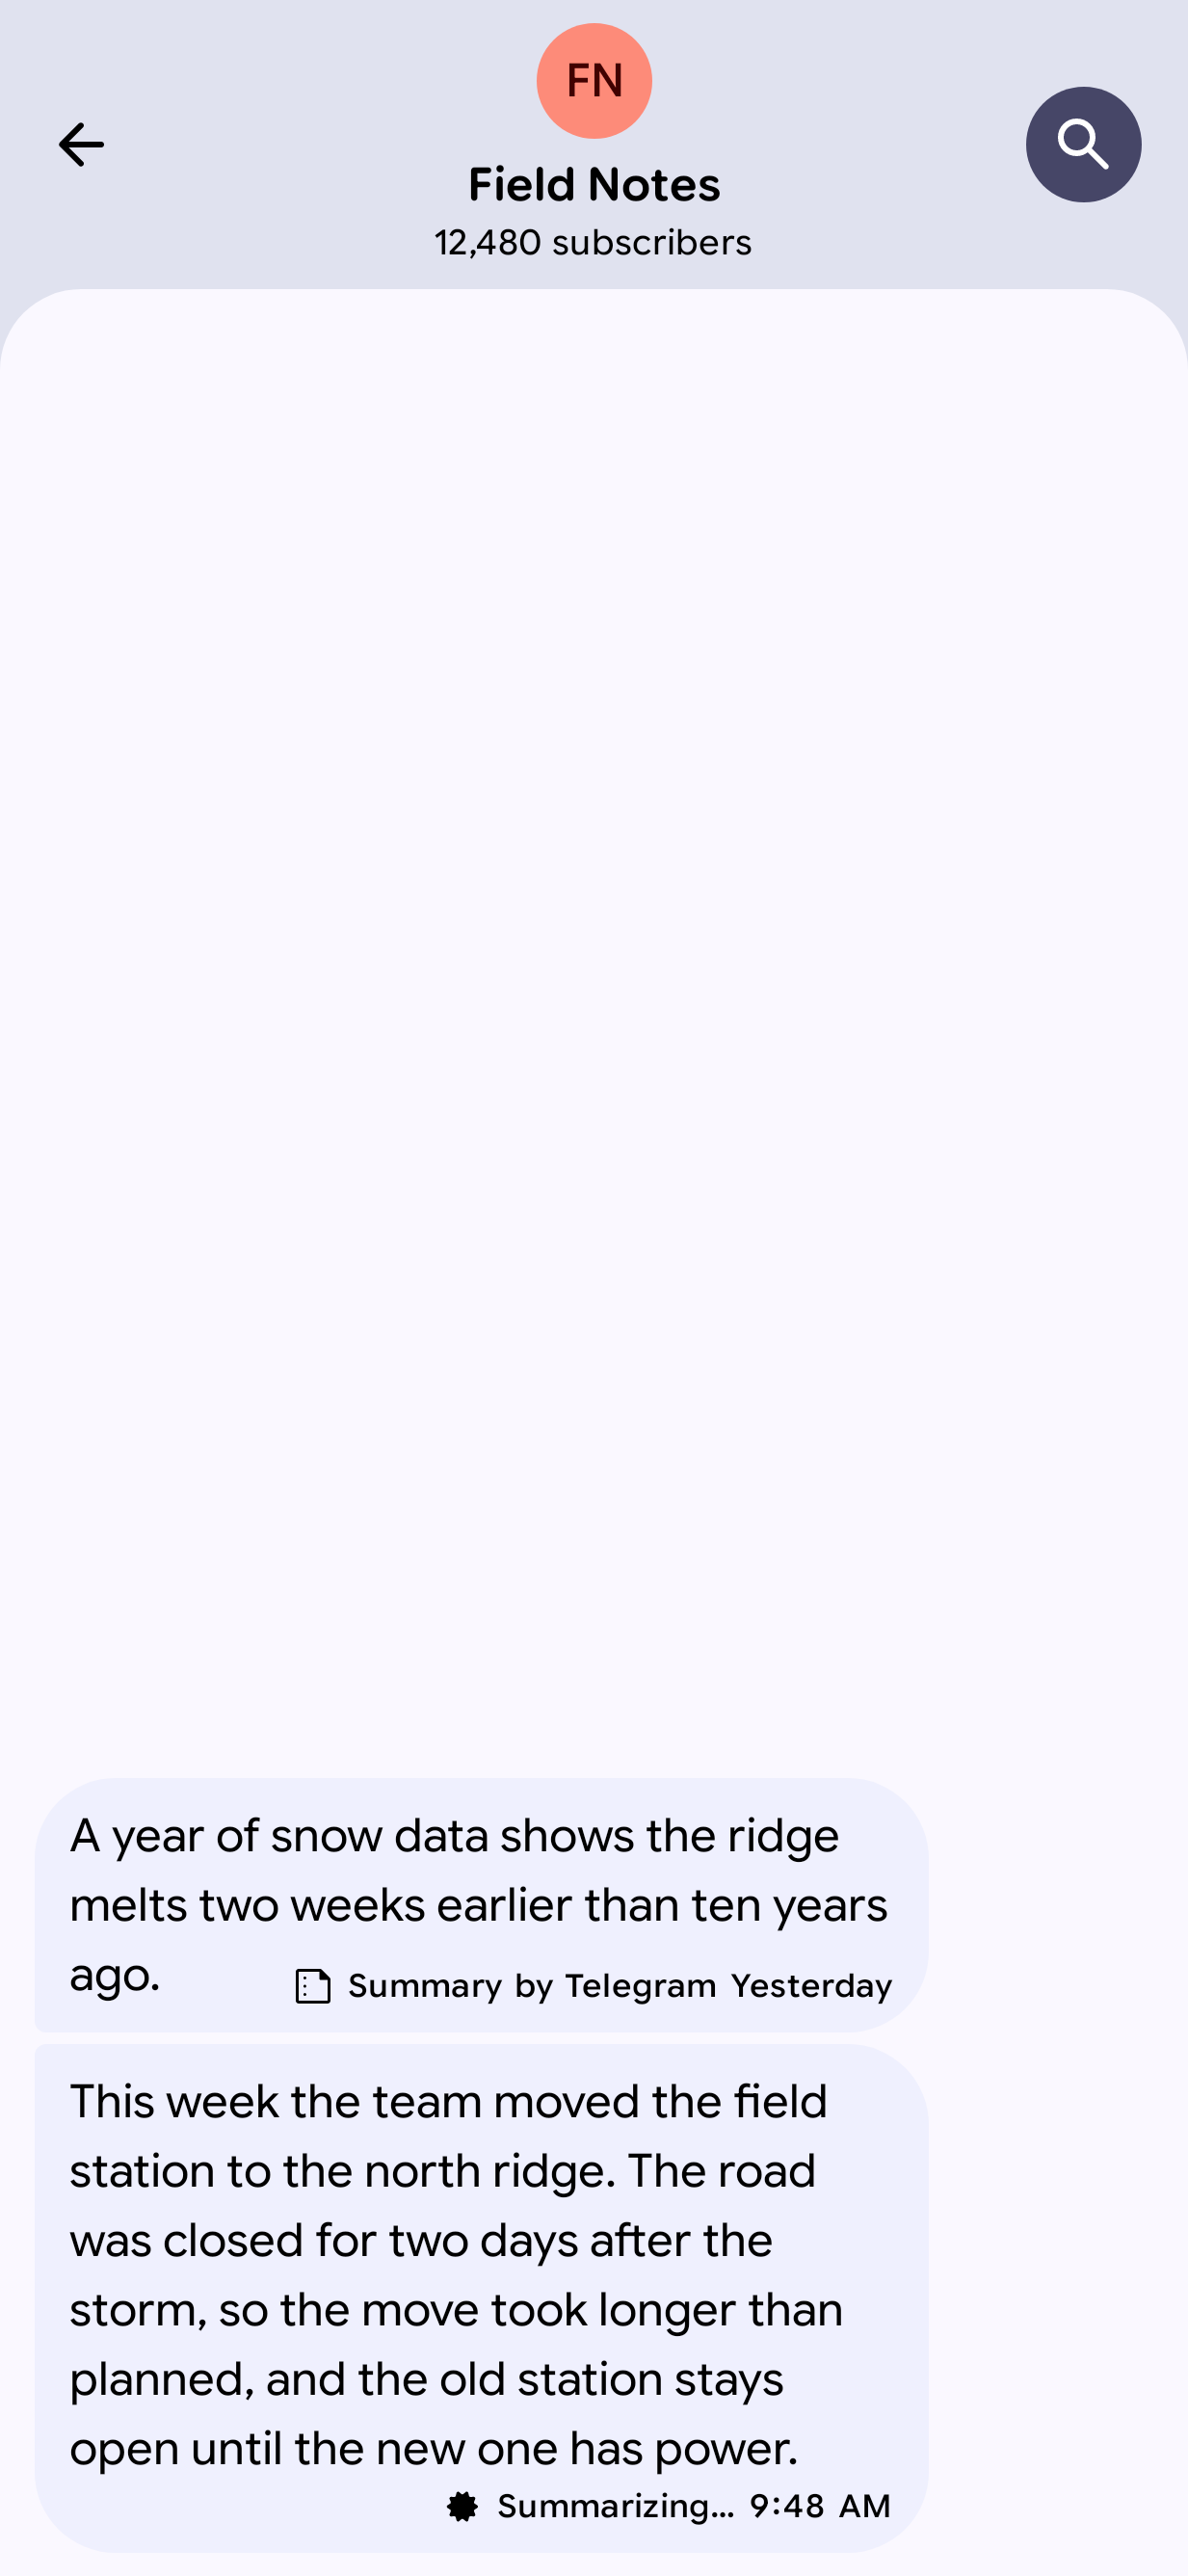 FN
Field Notes
12,480 subscribers
A year of snow data shows the ridge
melts two weeks earlier than ten years
ago.
Summary by Telegram Yesterday
This week the team moved the field
station to the north ridge. The road
was closed for two days after the
storm, so the move took longer than
planned, and the old station stays
open until the new one has power.
Summarizing... 9:48 AM